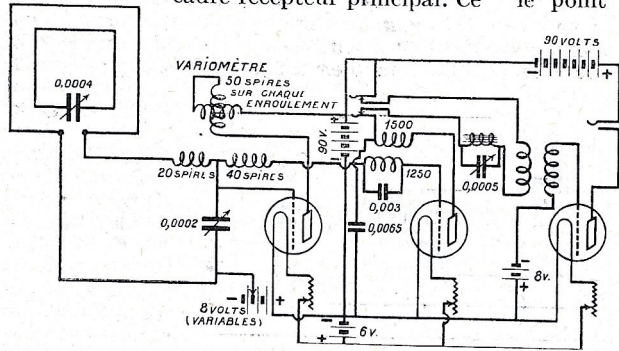 cadre récepteur principal. Ce le point
90 VOLTS
- +
0,0004
VARIOMÈTRE
50 SPIRES
SUR CHAQUE
ENROULEMENT
+
90 v.
-
1500
1250
0,0005
20 SPIRES
40 SPIRES
0,003
0,0065
0,0002
- +
8 VOLTS
(VARIABLES)
- 8 v.
+
- 6 v.
+